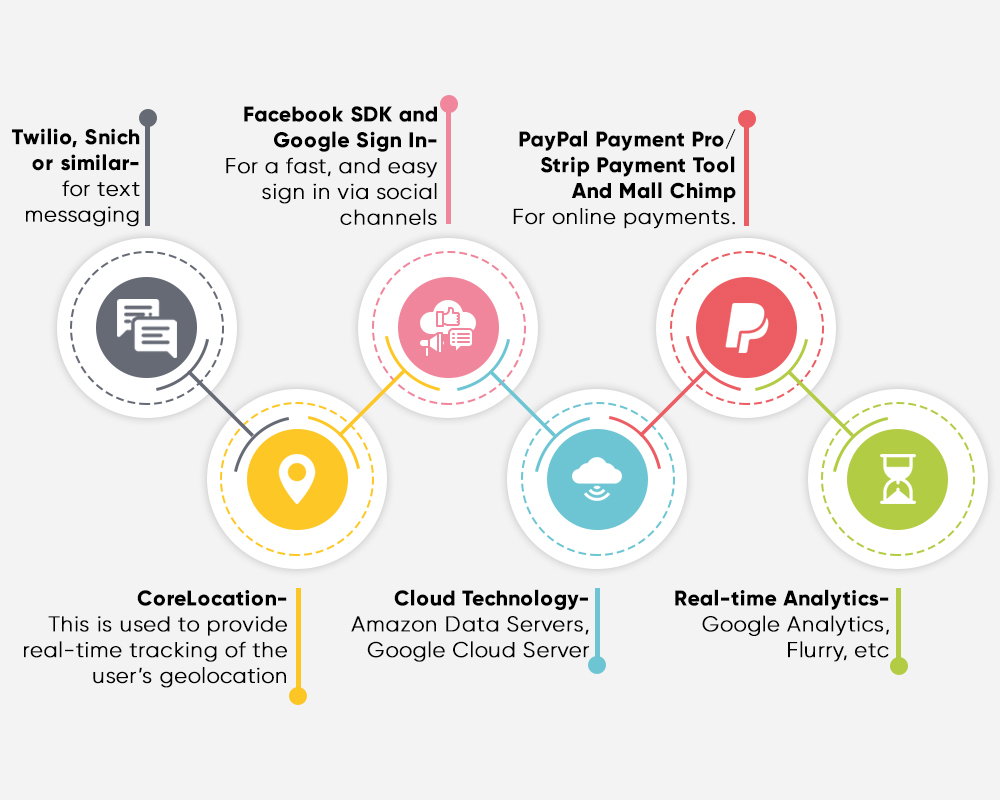 Twilio, Snich
or similar-
for text
messaging
Facebook SDK and
Google Sign In-
For a fast, and easy
sign in via social
channels
PayPal Payment Pro/
Strip Payment Tool
And Mall Chimp
For online payments.
CoreLocation-
This is used to provide
real-time tracking of the
user's geolocation
Cloud Technology-
Amazon Data Servers,
Google Cloud Server
Real-time Analytics-
Google Analytics,
Flurry, etc